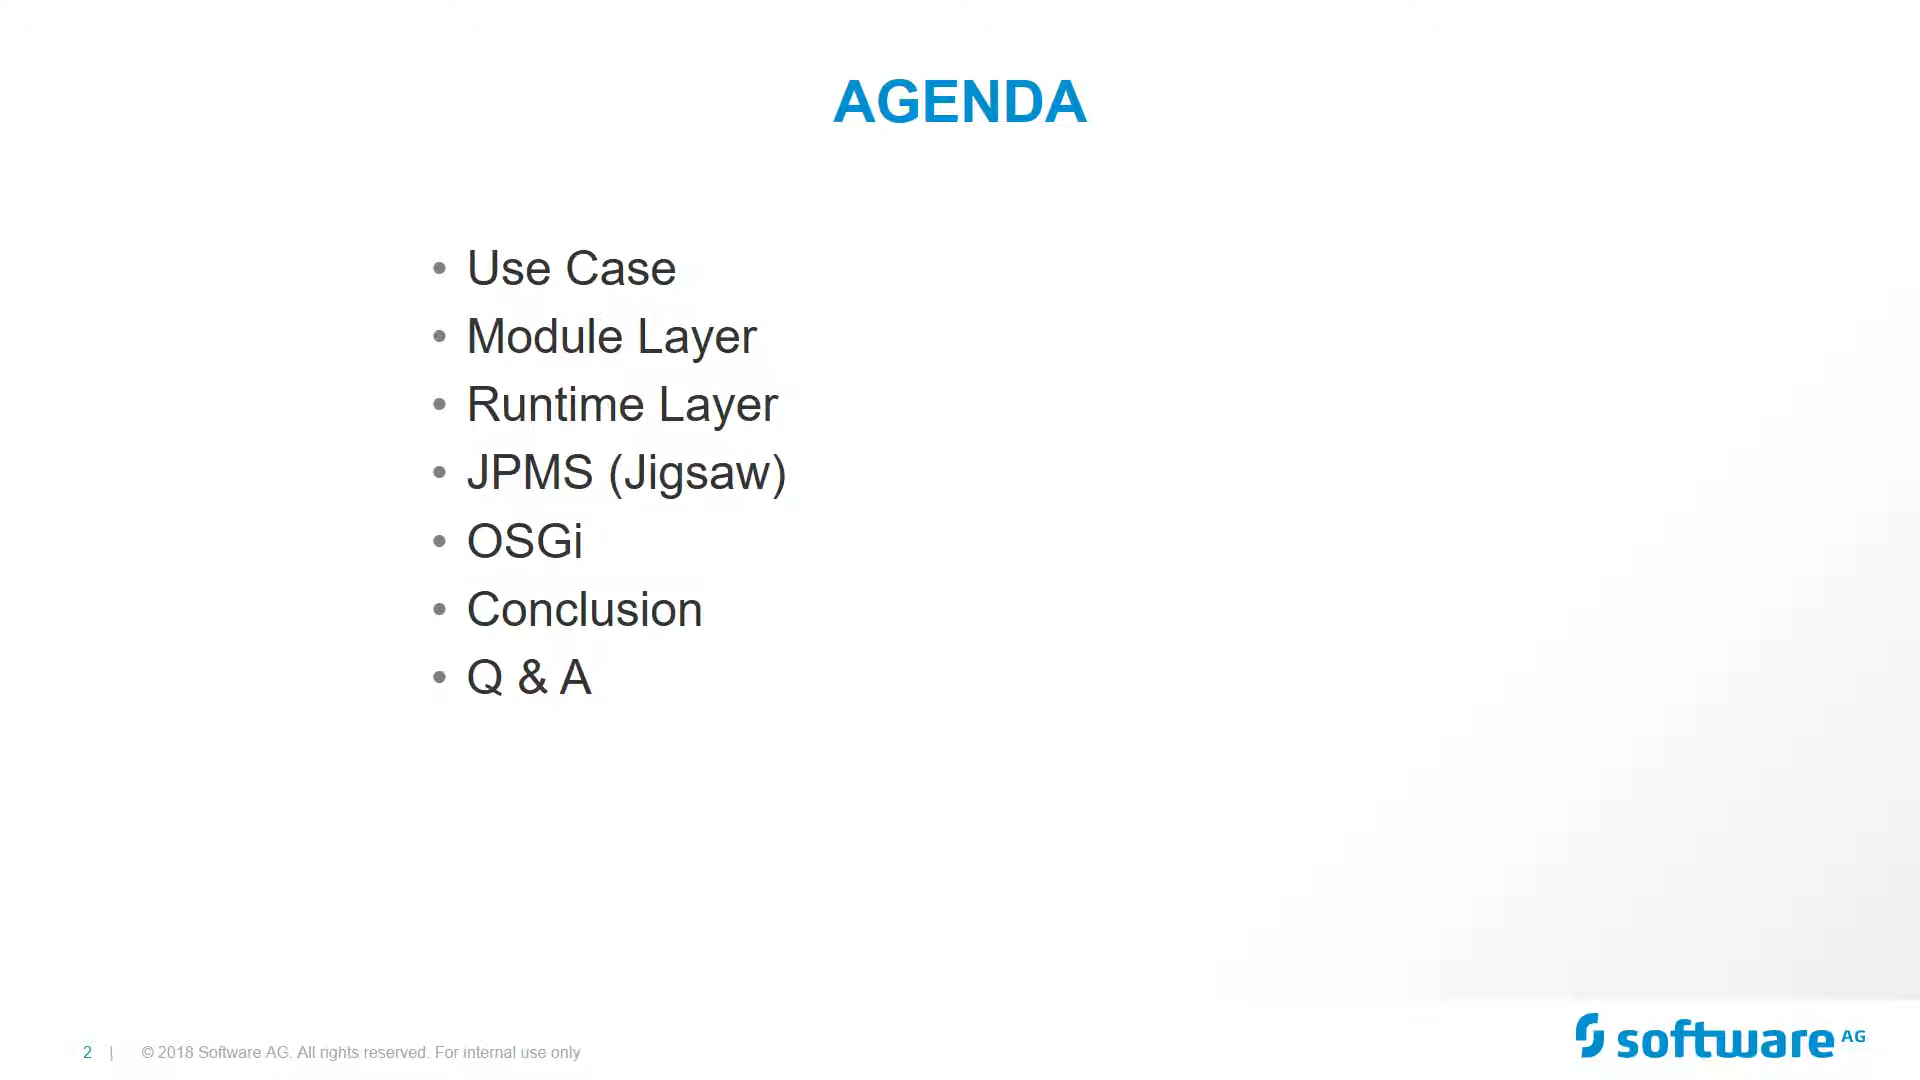 AGENDA
• Use Case
• Module Layer
• Runtime Layer
• JPMS (Jigsaw)
• OSGi
• Conclusion
• Q & A
2 | © 2018 Software AG. All rights reserved. For internal use only
software AG